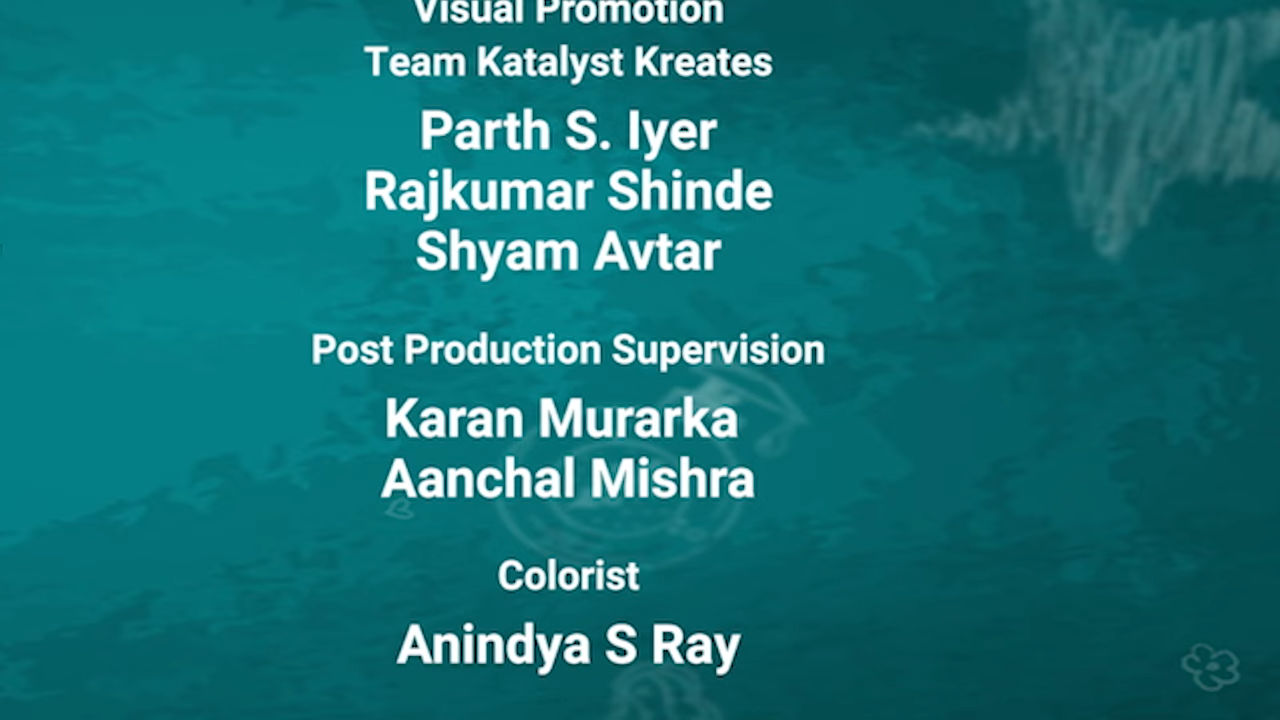 Visual Promotion
Team Katalyst Kreates
Parth S. Iyer
Rajkumar Shinde
Shyam Avtar
Post Production Supervision
Karan Murarka
Aanchal Mishra
Colorist
Anindya S Ray